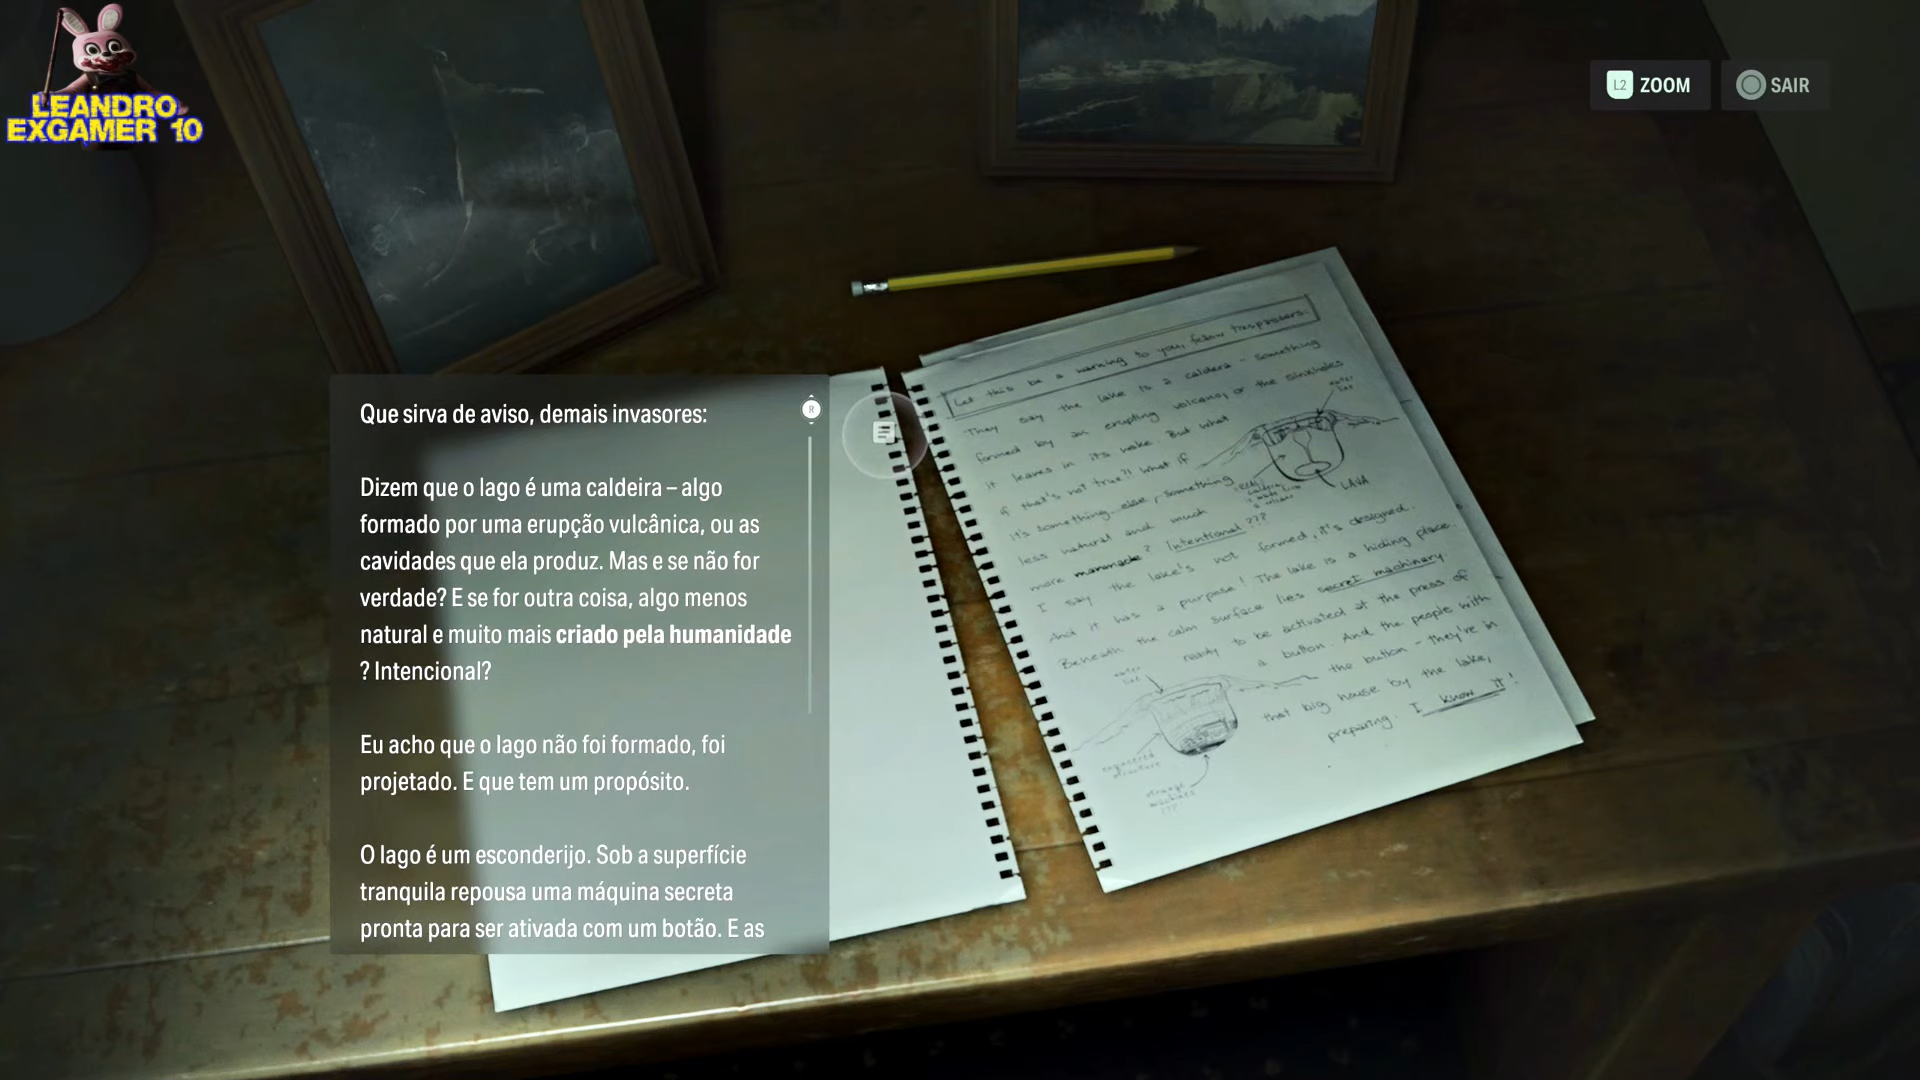 LEANDRO
EXGAMER 10
L2 ZOOM
SAIR
R
Que sirva de aviso, demais invasores:
Dizem que o lago é uma caldeira – algo
formado por uma erupção vulcânica, ou as
cavidades que ela produz. Mas e se não for
verdade? E se for outra coisa, algo menos
natural e muito mais criado pela humanidade
? Intencional?
Eu acho que o lago não foi formado, foi
projetado. E que tem um propósito.
O lago é um esconderijo. Sob a superfície
tranquila repousa uma máquina secreta
pronta para ser ativada com um botão. E as
Let this be a warning to you, fellow trespassers:
They say the lake is a caldera – something
formed by an erupting volcano, or the sinkholes
it leaves in its wake. But what
if that's not true?! What if
it's something else, something
less natural and much
more manmade? Intentional???
water
line
LAVA
I say the lake's not formed, it's designed.
And it has a purpose! The lake is a hiding place.
Beneath the calm surface lies secret machinery.
ready to be activated at the press of
a button. And the people with
the button – they're in
that big house by the lake,
preparing. I know it!
water
line
engineered
structure
strange
machines
???